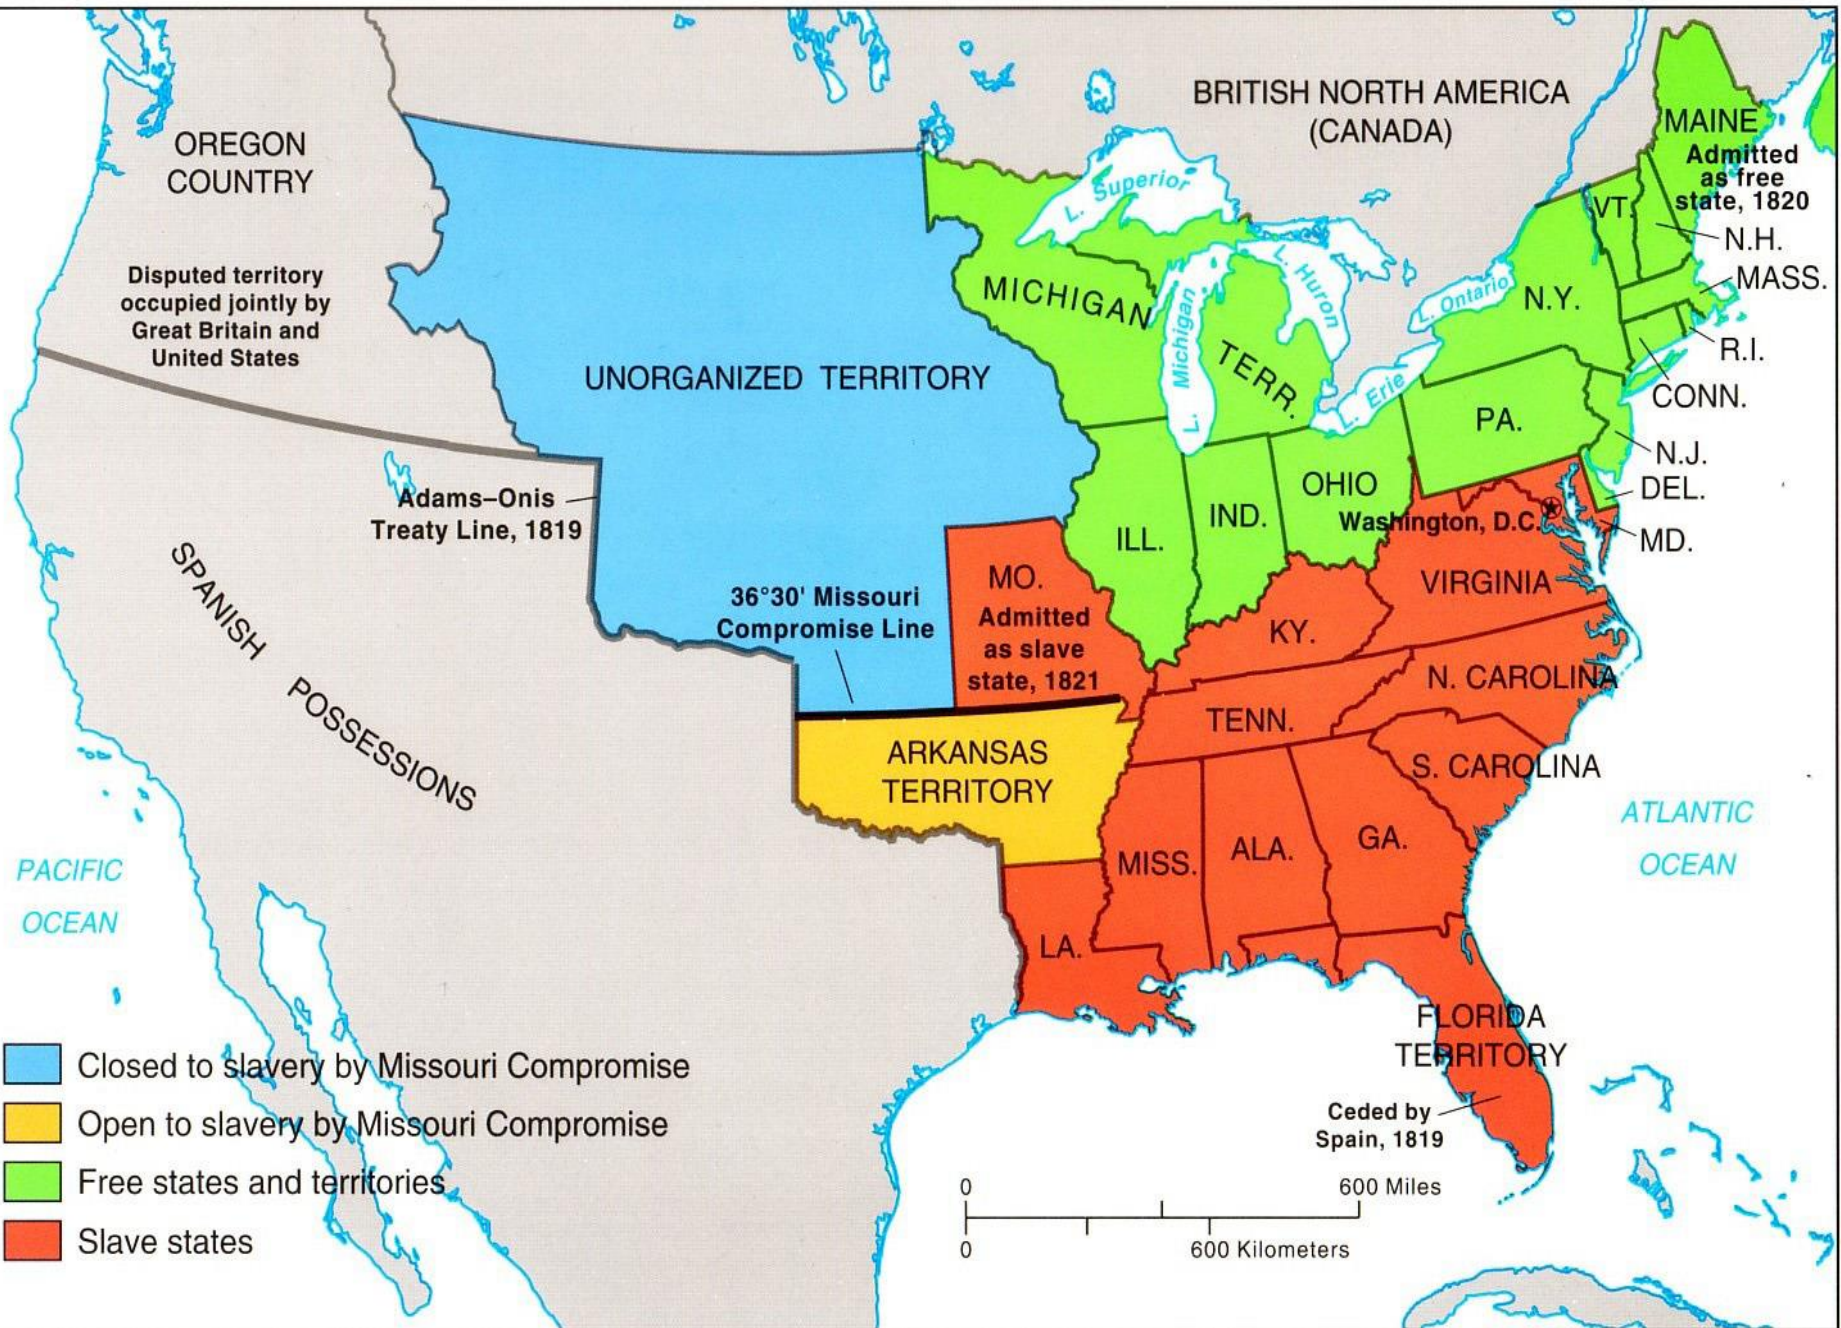 BRITISH NORTH AMERICA
(CANADA)
OREGON
COUNTRY
Disputed territory
occupied jointly by
Great Britain and
United States
UNORGANIZED TERRITORY
L. Superior
MICHIGAN
TERR.
L. Michigan
L. Huron
L. Ontario
L. Erie
MAINE
Admitted
as free
state, 1820
VT.
N.H.
MASS.
N.Y.
R.I.
CONN.
PA.
N.J.
DEL.
MD.
OHIO
IND.
ILL.
Washington, D.C.
Adams–Onis
Treaty Line, 1819
SPANISH POSSESSIONS
36°30' Missouri
Compromise Line
MO.
Admitted
as slave
state, 1821
VIRGINIA
KY.
N. CAROLINA
TENN.
S. CAROLINA
ARKANSAS
TERRITORY
MISS.
ALA.
GA.
LA.
ATLANTIC
OCEAN
PACIFIC
OCEAN
FLORIDA
TERRITORY
Ceded by
Spain, 1819
Closed to slavery by Missouri Compromise
Open to slavery by Missouri Compromise
Free states and territories
Slave states
0 600 Miles
0 600 Kilometers